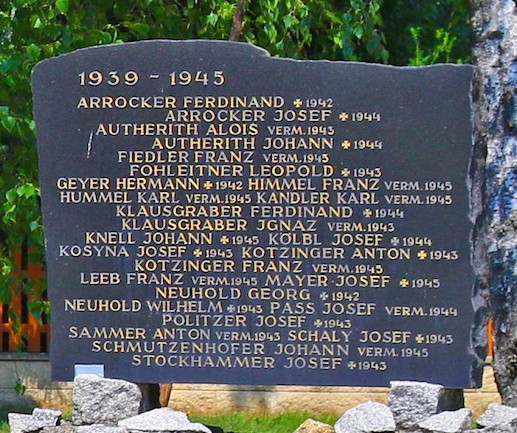 1939 - 1945
ARROCKER FERDINAND ✠ 1942
ARROCKER JOSEF ✠ 1944
AUTHERITH ALOIS VERM. 1943
AUTHERITH JOHANN ✠ 1944
FIEDLER FRANZ VERM. 1945
FOHLEITNER LEOPOLD ✠ 1943
GEYER HERMANN ✠ 1942 HIMMEL FRANZ VERM. 1945
HUMMEL KARL VERM. 1945 KANDLER KARL VERM. 1945
KLAUSGRABER FERDINAND ✠ 1944
KLAUSGRABER JGNAZ VERM. 1943
KNELL JOHANN ✠ 1945 KÖLBL JOSEF ✠ 1944
KOSYNA JOSEF ✠ 1943 KÖTZINGER ANTON ✠ 1943
KÖTZINGER FRANZ VERM. 1945
LEEB FRANZ VERM. 1945 MAYER JOSEF ✠ 1945
NEUHOLD GEORG ✠ 1942
NEUHOLD WILHELM ✠ 1943 PASS JOSEF VERM. 1944
POLITZER JOSEF ✠ 1943
SAMMER ANTON VERM. 1943 SCHALY JOSEF ✠ 1943
SCHMUTZENHOFER JOHANN VERM. 1945
STOCKHAMMER JOSEF ✠ 1943